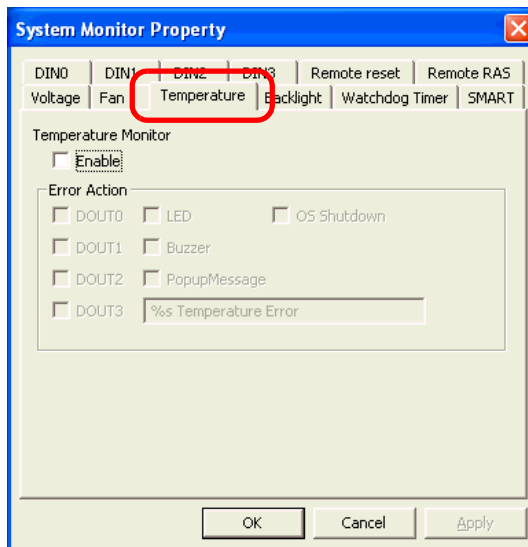 System Monitor Property
DIN0 DIN1 DIN2 DIN3 Remote reset Remote RAS
Voltage Fan Temperature Backlight Watchdog Timer SMART
Temperature Monitor
Enable
Error Action
DOUT0 LED OS Shutdown
DOUT1 Buzzer
DOUT2 PopupMessage
DOUT3 %s Temperature Error
OK Cancel Apply